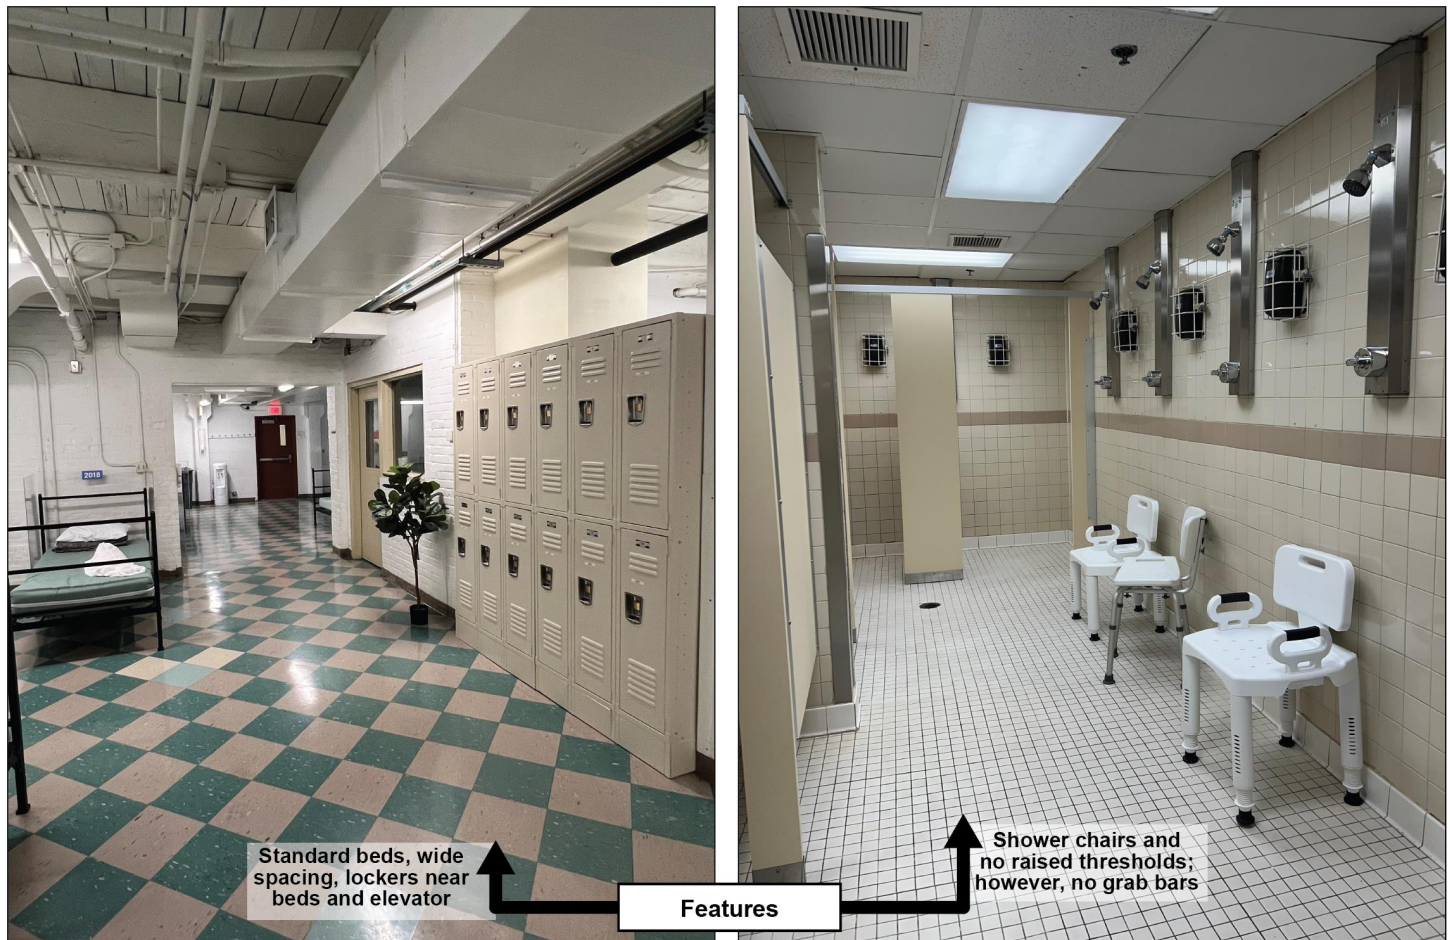 2018
Standard beds, wide
spacing, lockers near
beds and elevator
Features
Shower chairs and
no raised thresholds;
however, no grab bars